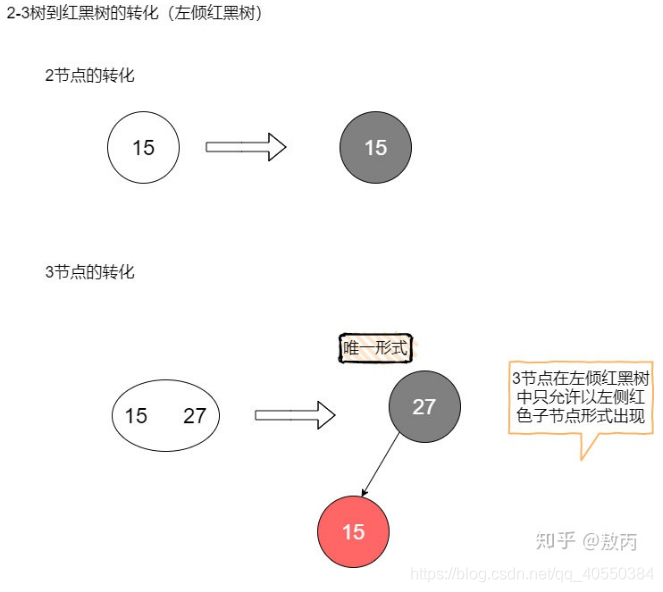 2-3树到红黑树的转化（左倾红黑树）
2节点的转化
15
15
3节点的转化
唯一形式
15 27
27
3节点在左倾红黑树
中只允许以左侧红
色子节点形式出现
15
知乎 @敖丙
https://blog.csdn.net/qq_40550384